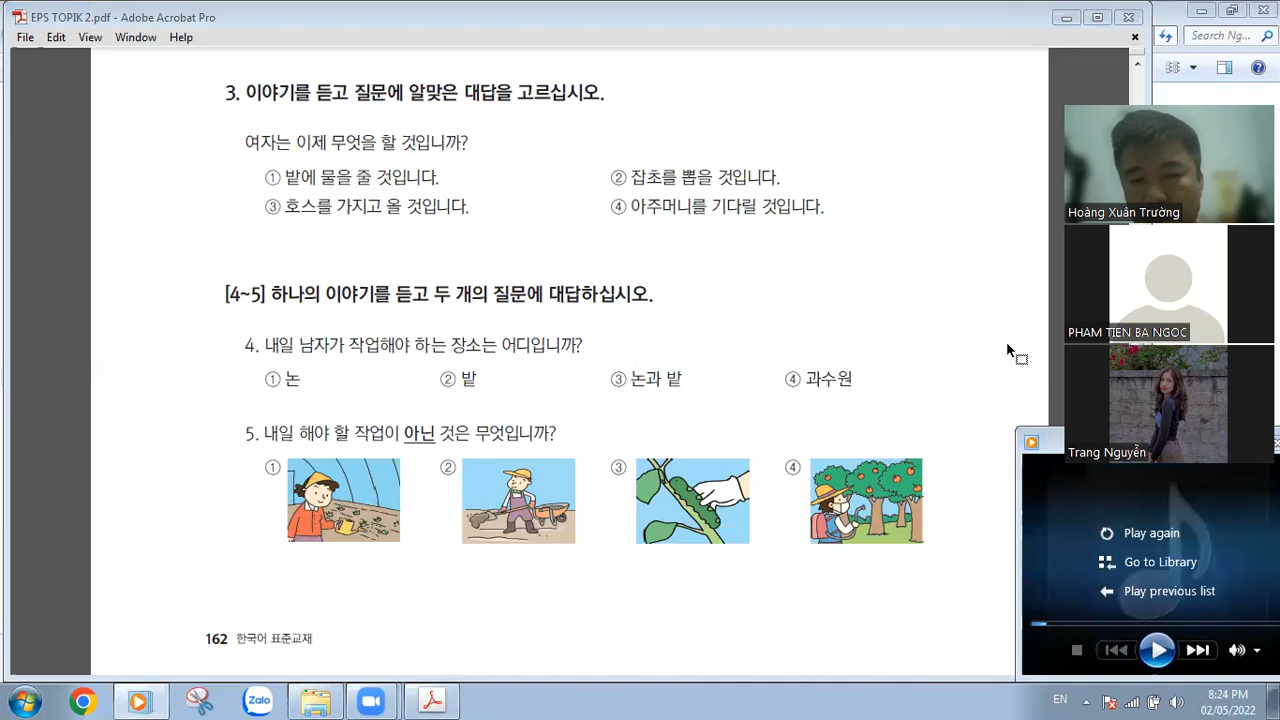 EPS TOPIK 2.pdf - Adobe Acrobat Pro
File Edit View Window Help
Search Ng...
3. 이야기를 듣고 질문에 알맞은 대답을 고르십시오.
여자는 이제 무엇을 할 것입니까?
① 밭에 물을 줄 것입니다.
② 잡초를 뽑을 것입니다.
③ 호스를 가지고 올 것입니다.
④ 아주머니를 기다릴 것입니다.
[4~5] 하나의 이야기를 듣고 두 개의 질문에 대답하십시오.
4. 내일 남자가 작업해야 하는 장소는 어디입니까?
① 논 ② 밭 ③ 논과 밭 ④ 과수원
5. 내일 해야 할 작업이 아닌 것은 무엇입니까?
① ② ③ ④
162 한국어 표준교재
Hoàng Xuân Trường
PHAM TIEN BA NGOC
Trang Nguyễn
Play again
Go to Library
Play previous list
Zalo
EN
8:24 PM
02/05/2022